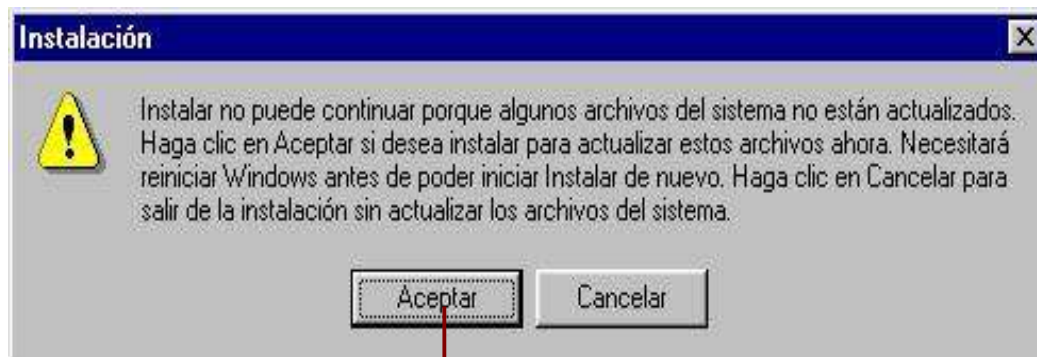 Instalación
Instalar no puede continuar porque algunos archivos del sistema no están actualizados.
Haga clic en Aceptar si desea instalar para actualizar estos archivos ahora. Necesitará
reiniciar Windows antes de poder iniciar Instalar de nuevo. Haga clic en Cancelar para
salir de la instalación sin actualizar los archivos del sistema.
Aceptar Cancelar